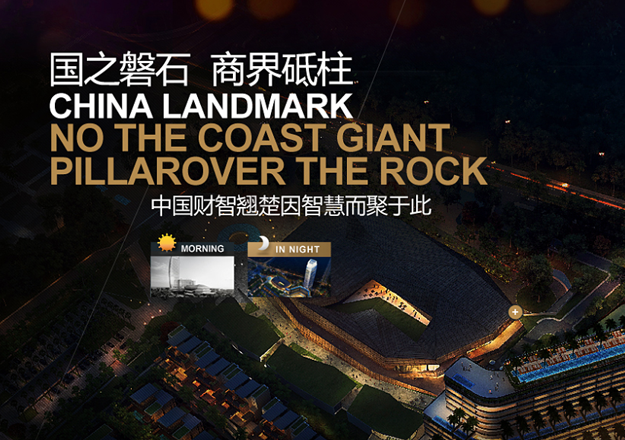 国之磐石 商界砥柱
CHINA LANDMARK
NO THE COAST GIANT
PILLAROVER THE ROCK
中国财智翘楚因智慧而聚于此
MORNING
IN NIGHT